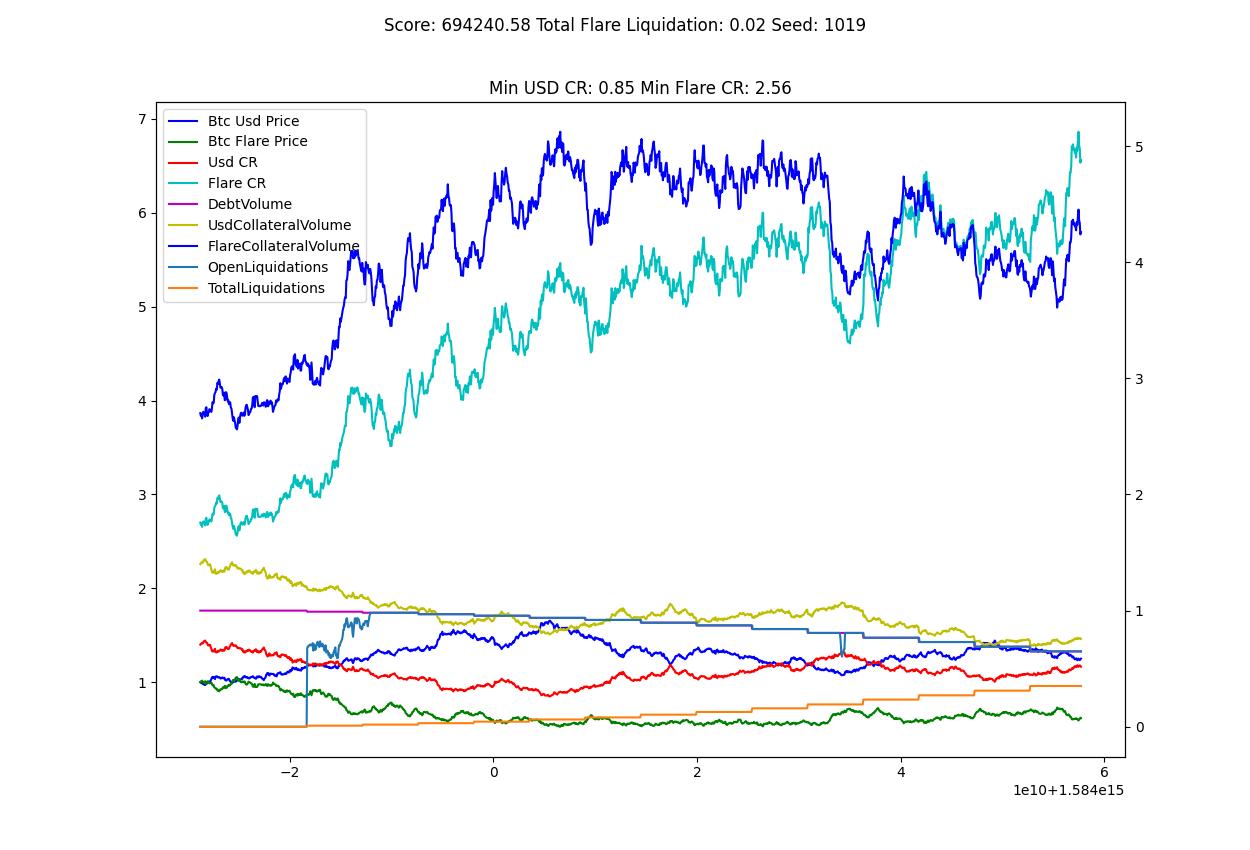 Score: 694240.58 Total Flare Liquidation: 0.02 Seed: 1019
Min USD CR: 0.85 Min Flare CR: 2.56
Btc Usd Price
Btc Flare Price
Usd CR
Flare CR
DebtVolume
UsdCollateralVolume
FlareCollateralVolume
OpenLiquidations
TotalLiquidations
7
6
5
4
3
2
1
5
4
3
2
1
0
−2
0
2
4
6
1e10+1.584e15